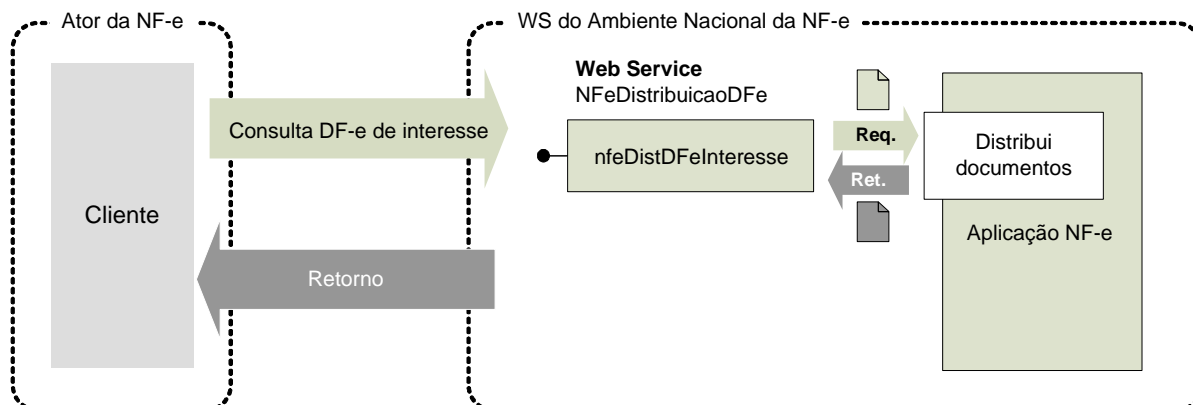 Ator da NF-e
WS do Ambiente Nacional da NF-e
Web Service
NFeDistribuicaoDFe
Consulta DF-e de interesse
nfeDistDFeInteresse
Req.
Ret.
Distribui
documentos
Cliente
Aplicação NF-e
Retorno